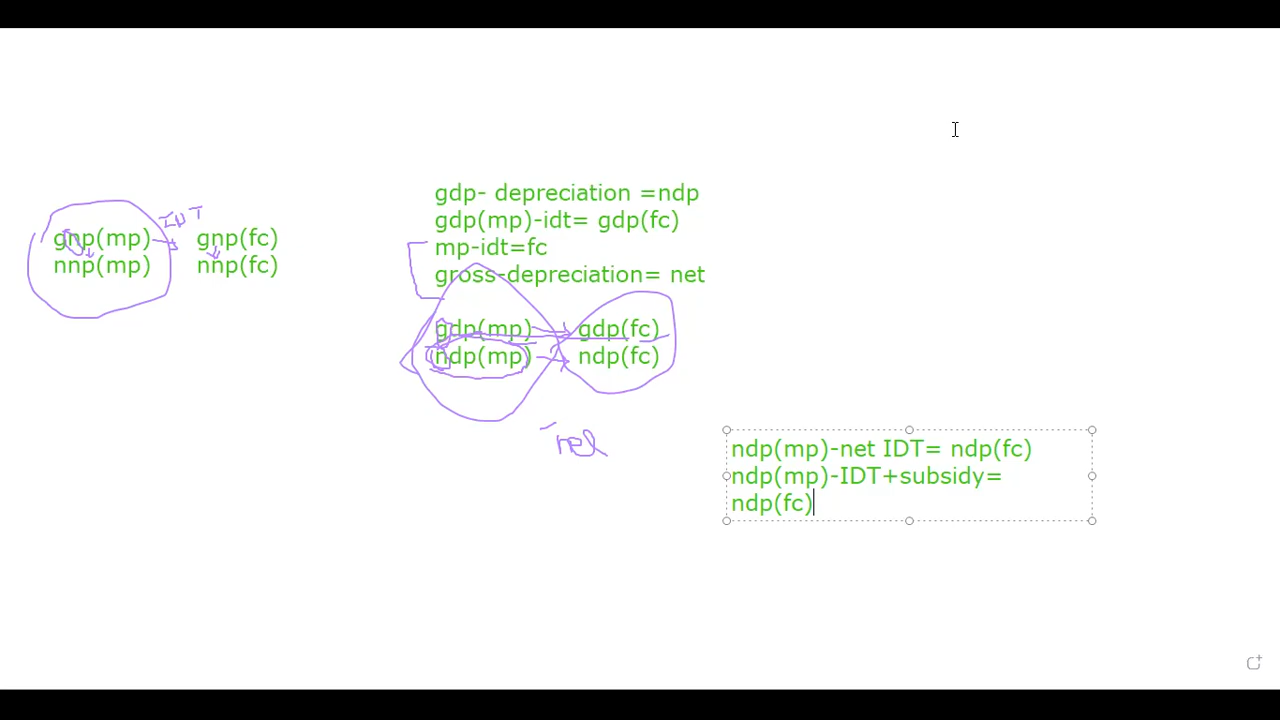 IDT
gnp(mp) gnp(fc)
nnp(mp) nnp(fc)
gdp- depreciation =ndp
gdp(mp)-idt= gdp(fc)
mp-idt=fc
gross-depreciation= net
gdp(mp) gdp(fc)
ndp(mp) ndp(fc)
ndp(mp)-net IDT= ndp(fc)
ndp(mp)-IDT+subsidy=
ndp(fc)